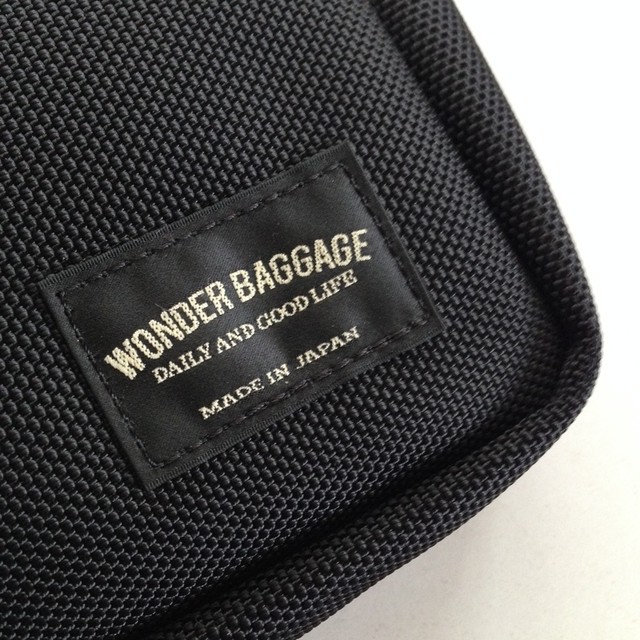 WONDER BAGGAGE
DAILY AND GOOD LIFE
MADE IN JAPAN